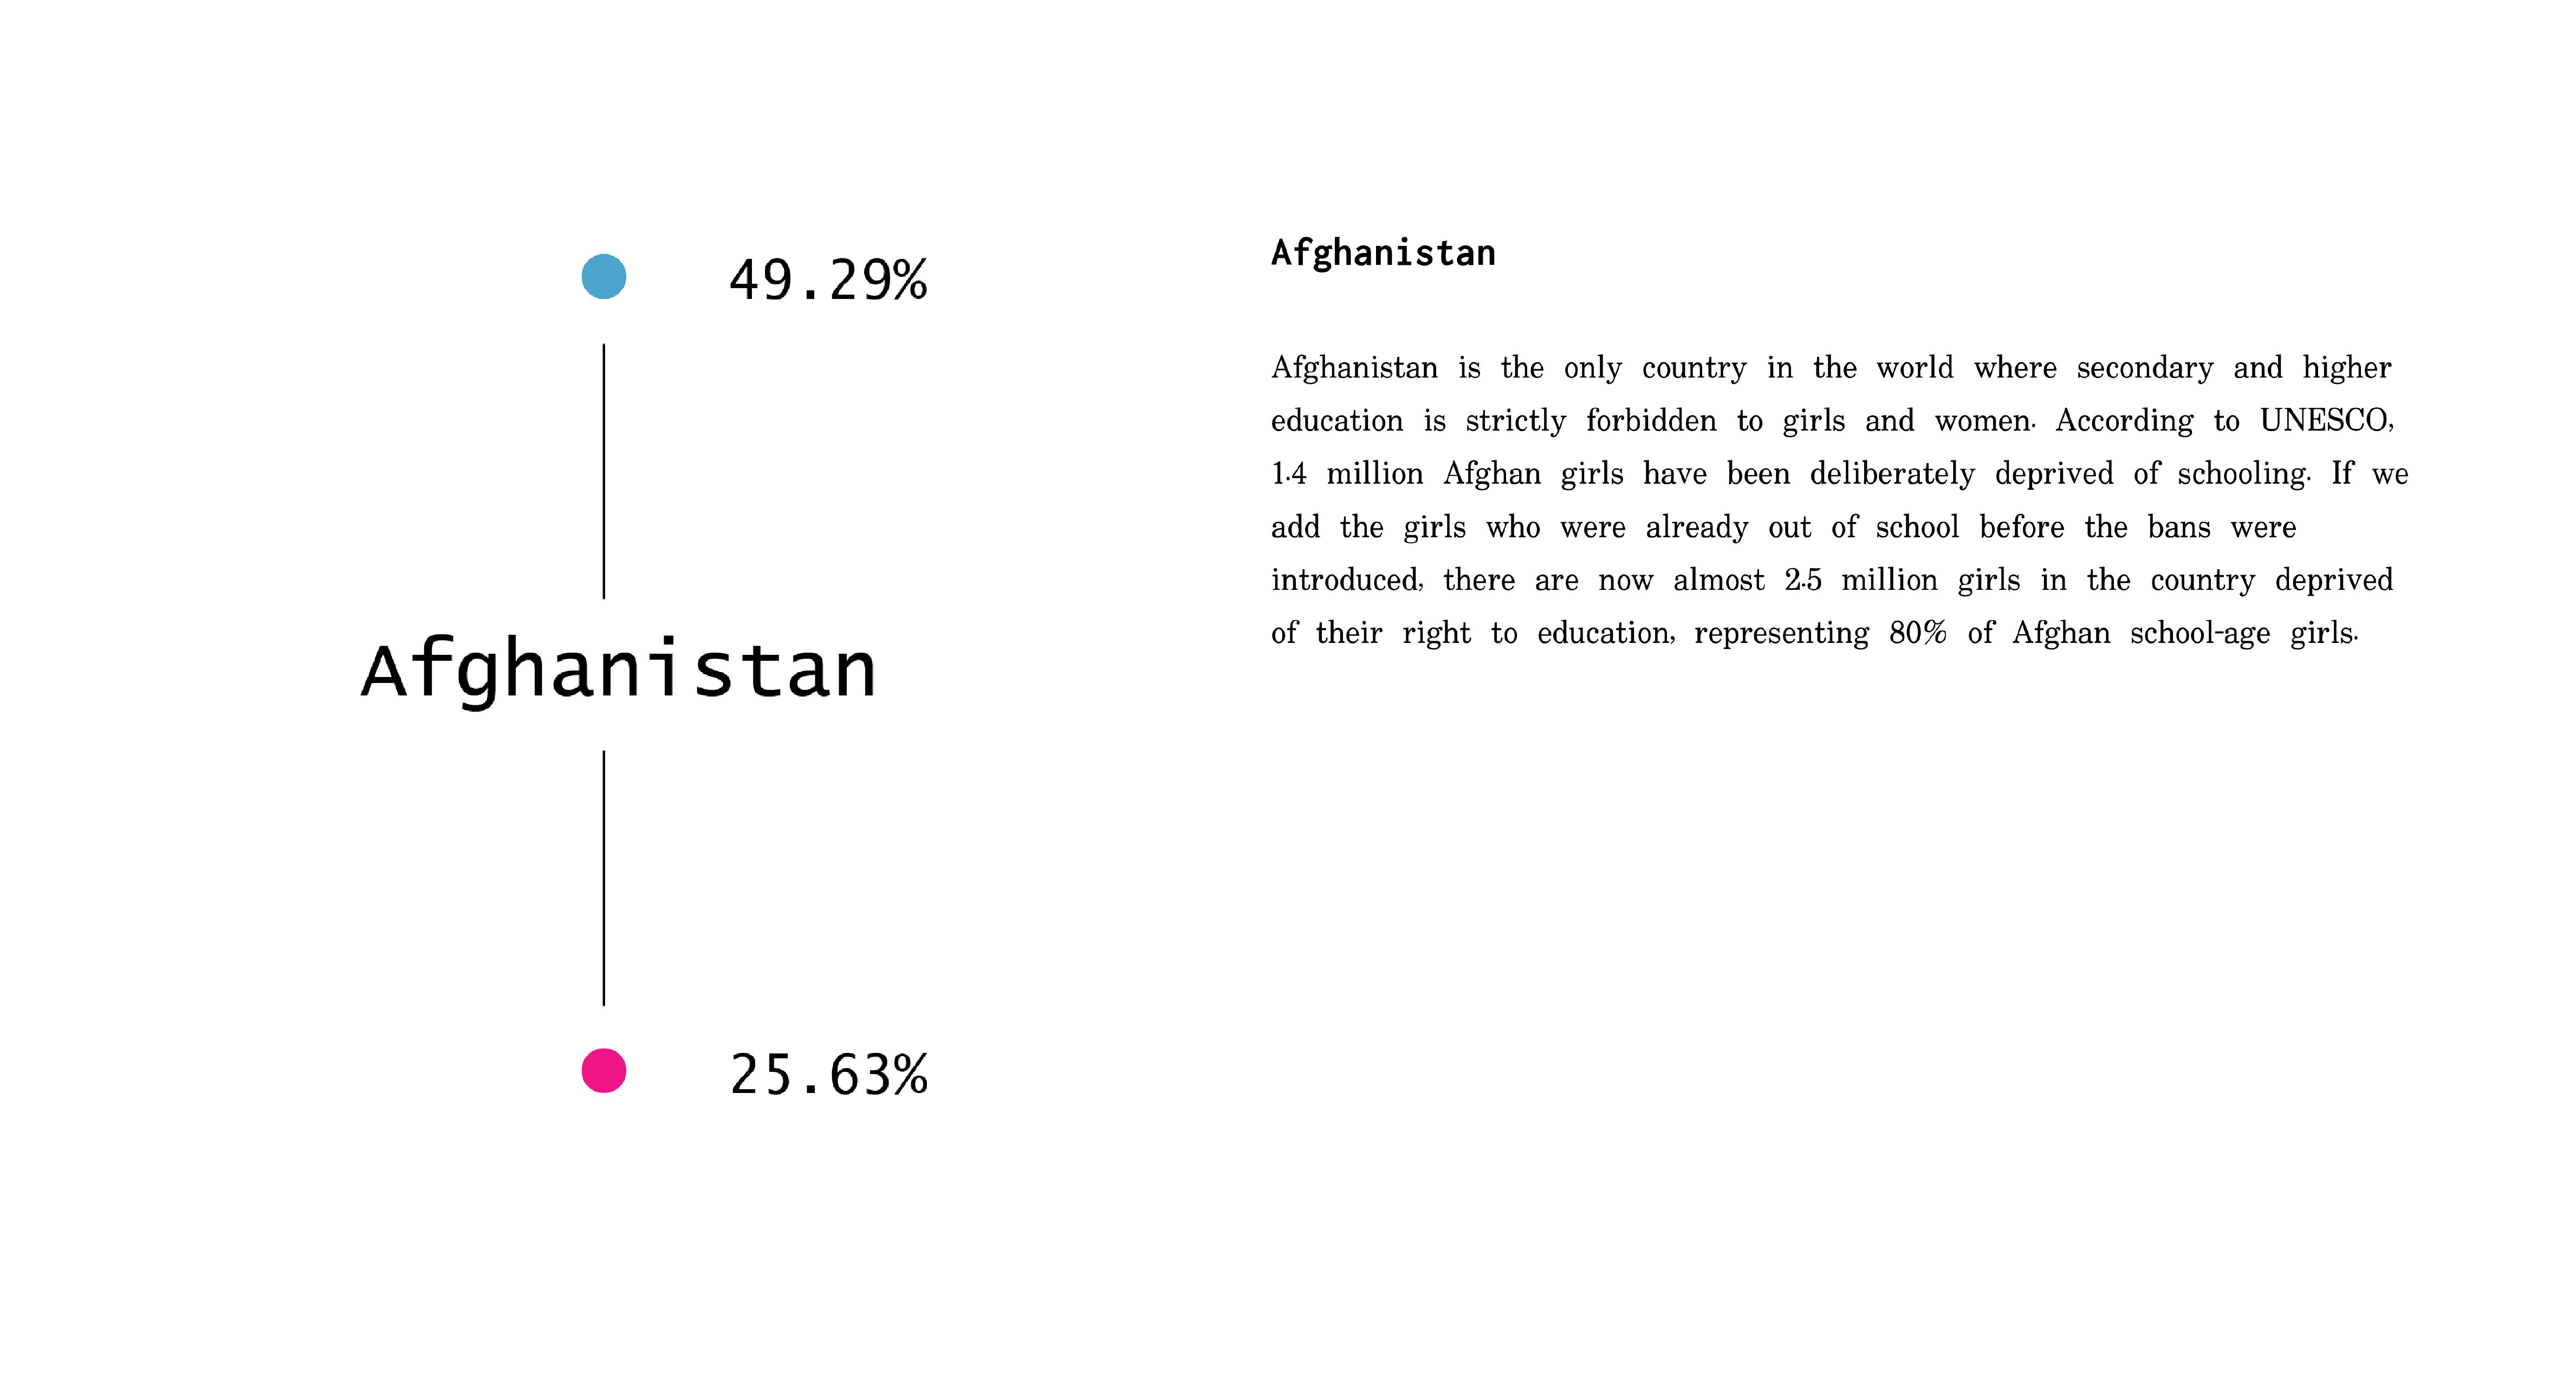 49.29%
Afghanistan
25.63%
Afghanistan
Afghanistan is the only country in the world where secondary and higher
education is strictly forbidden to girls and women. According to UNESCO,
1.4 million Afghan girls have been deliberately deprived of schooling. If we
add the girls who were already out of school before the bans were
introduced, there are now almost 2.5 million girls in the country deprived
of their right to education, representing 80% of Afghan school-age girls.